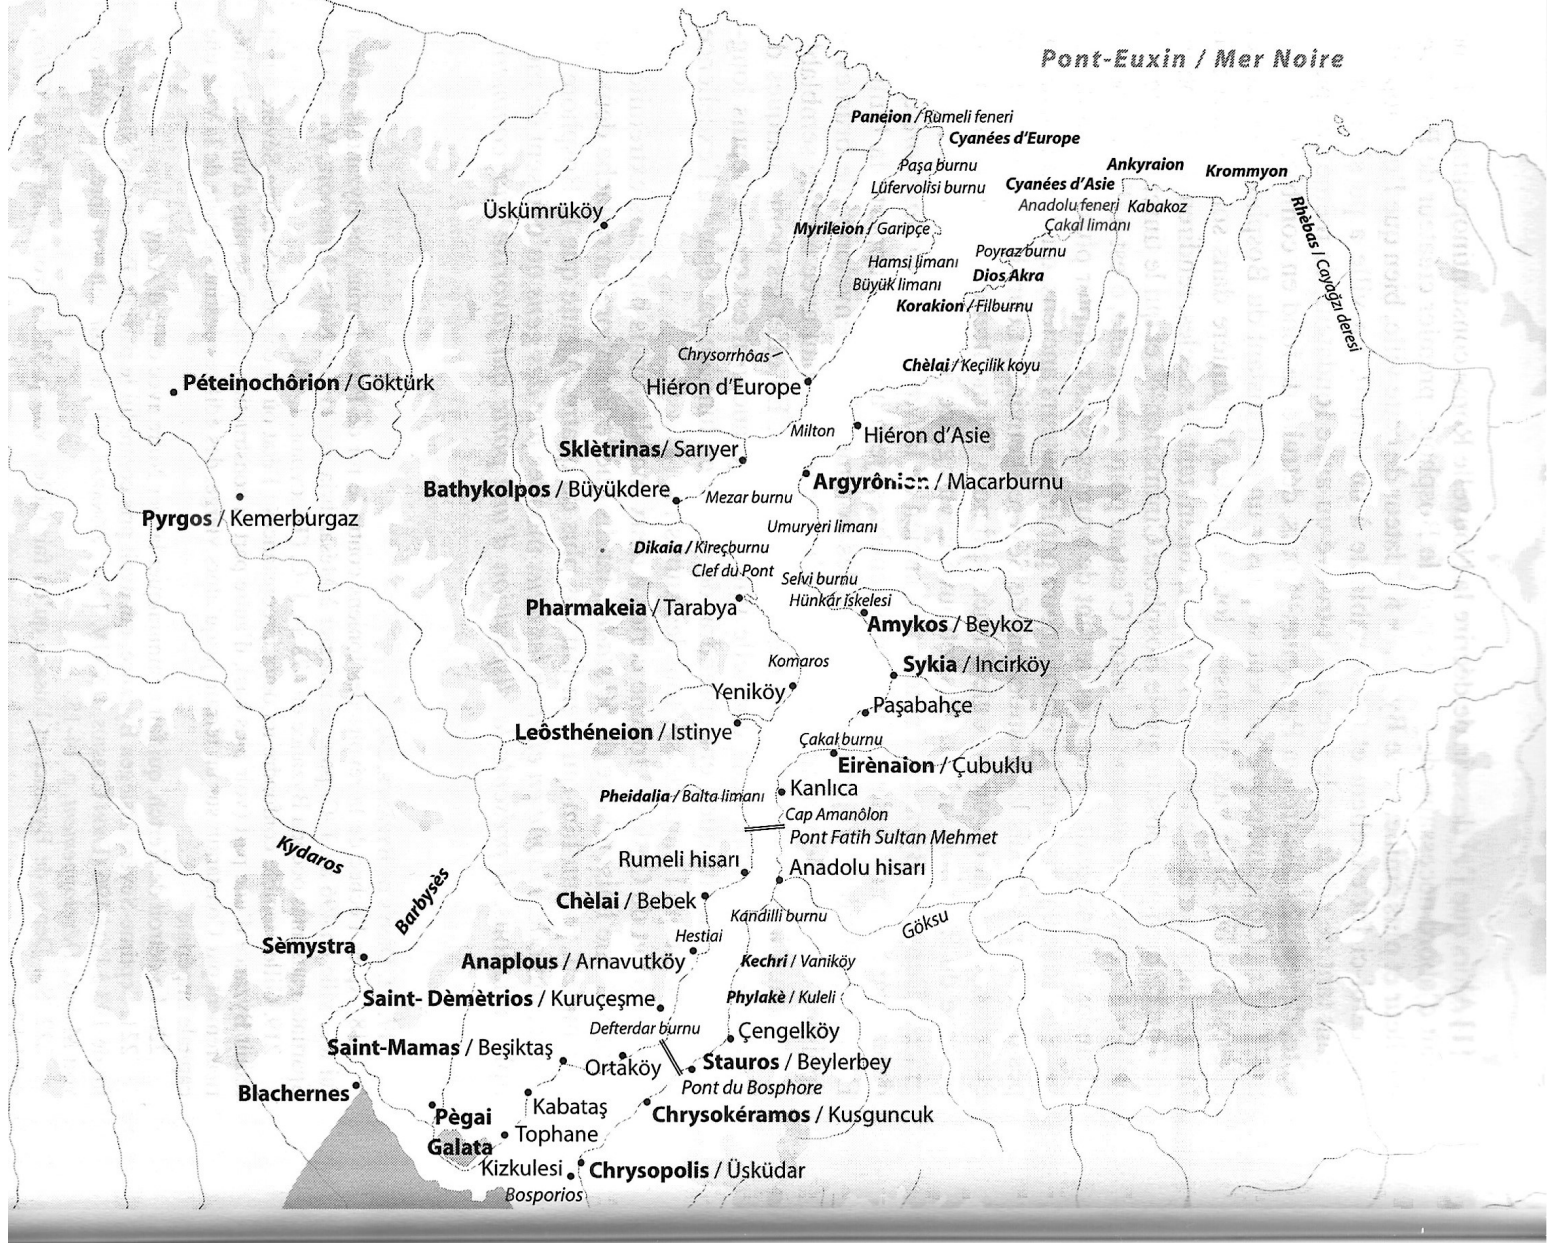 Pont-Euxin / Mer Noire
Paneion / Rumeli feneri
Cyanées d'Europe
Paşa burnu
Ankyraion
Krommyon
Lüfervolisi burnu
Cyanées d'Asie
Anadolu feneri
Kabakoz
Üskümrüköy
Myrileion / Garipçe
Çakal limanı
Rhèbas / Cayağzı deresi
Hamsi limanı
Poyraz burnu
Büyük limanı
Dios Akra
Korakion / Filburnu
Chrysorrhôas
Chèlai / Keçilik koyu
Péteinochôrion / Göktürk
Hiéron d'Europe
Milton
Hiéron d'Asie
Sklètrinas / Sarıyer
Argyrônion / Macarburnu
Bathykolpos / Büyükdere
Mezar burnu
Pyrgos / Kemerburgaz
Umuryeri limanı
Dikaia / Kireçburnu
Clef du Pont
Selvi burnu
Hünkâr iskelesi
Pharmakeia / Tarabya
Amykos / Beykoz
Komaros
Sykia / Incirköy
Yeniköy
Paşabahçe
Leôsthéneion / Istinye
Çakal burnu
Eirènaion / Çubuklu
Pheidalia / Balta limanı
Kanlıca
Cap Amanôlon
Pont Fatih Sultan Mehmet
Kydaros
Rumeli hisarı
Anadolu hisarı
Barbysès
Chèlai / Bebek
Kandilli burnu
Göksu
Sèmystra
Hestiai
Anaplous / Arnavutköy
Kechri / Vaniköy
Saint- Dèmètrios / Kuruçeşme
Phylakè / Kuleli
Defterdar burnu
Çengelköy
Saint-Mamas / Beşiktaş
Ortaköy
Stauros / Beylerbey
Pont du Bosphore
Blachernes
Pègai
Kabataş
Chrysokéramos / Kusguncuk
Galata
Tophane
Kizkulesi
Chrysopolis / Üsküdar
Bosporios